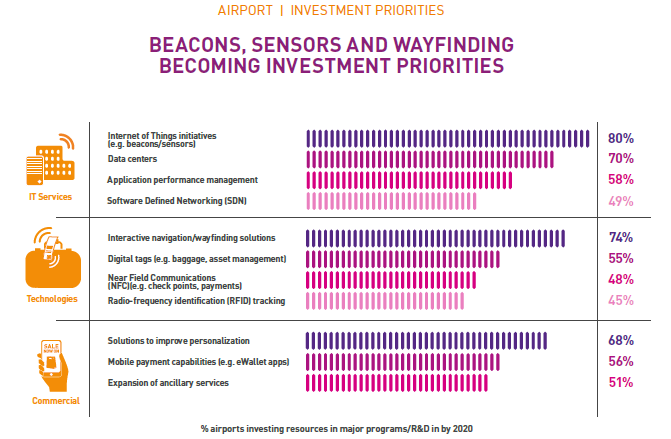 AIRPORT | INVESTMENT PRIORITIES
BEACONS, SENSORS AND WAYFINDING
BECOMING INVESTMENT PRIORITIES
IT Services
Internet of Things initiatives
(e.g. beacons/sensors)
80%
Data centers
70%
Application performance management
58%
Software Defined Networking (SDN)
49%
Technologies
Interactive navigation/wayfinding solutions
74%
Digital tags (e.g. baggage, asset management)
55%
Near Field Communications
(NFC)(e.g. check points, payments)
48%
Radio-frequency identification (RFID) tracking
45%
SALE
NOW ON
Commercial
Solutions to improve personalization
68%
Mobile payment capabilities (e.g. eWallet apps)
56%
Expansion of ancillary services
51%
% airports investing resources in major programs/R&D in by 2020